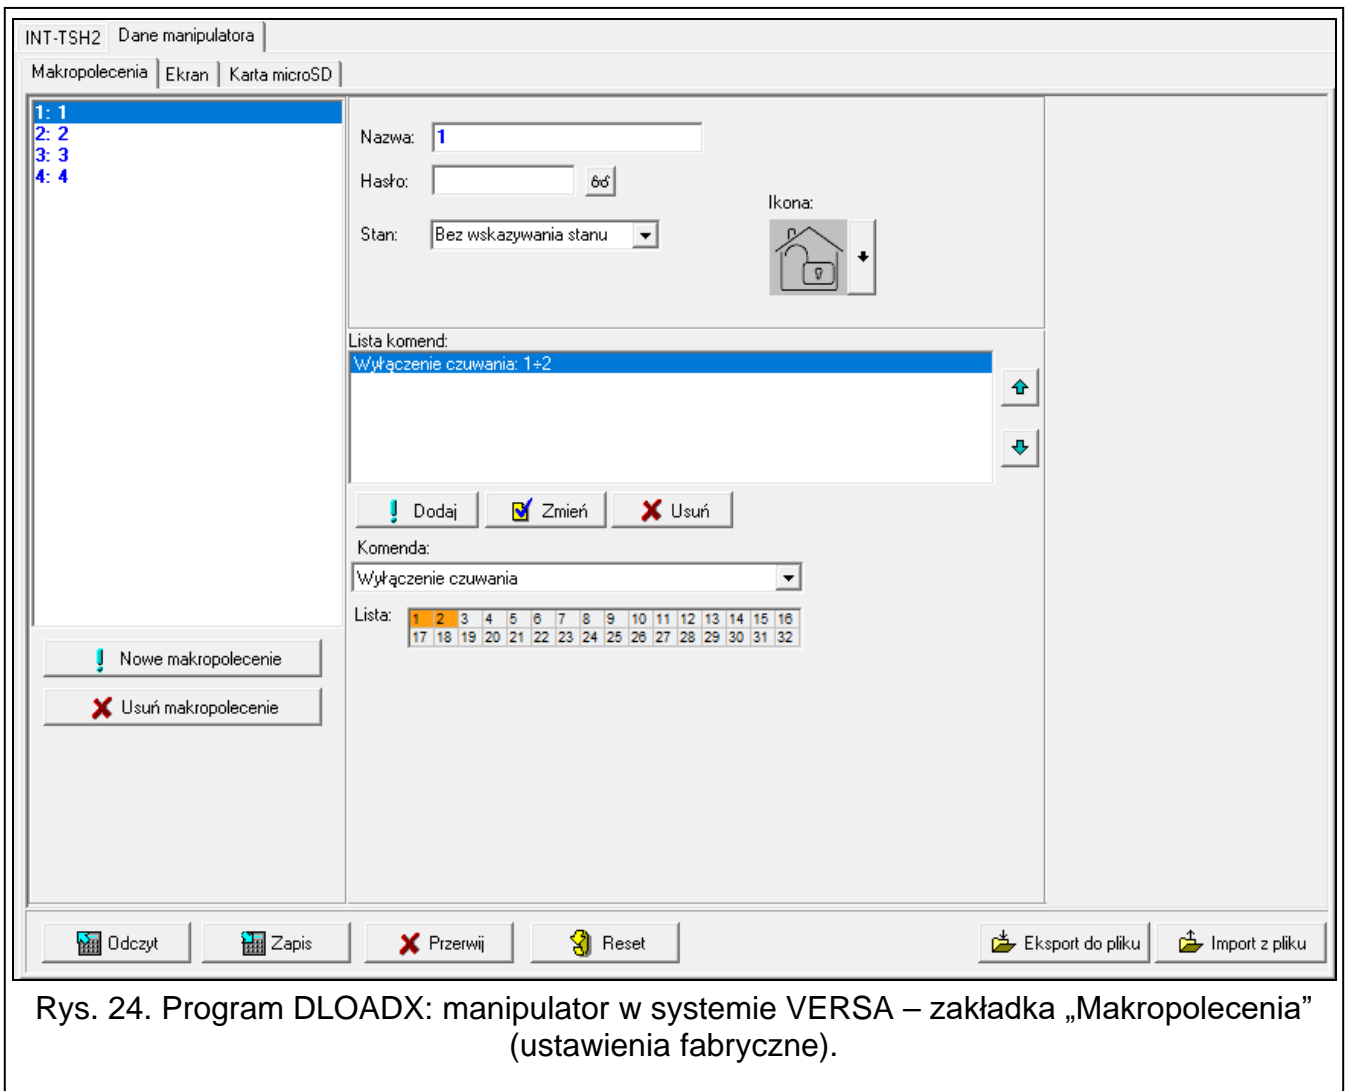 INT-TSH2 Dane manipulatora
Makropolecenia Ekran Karta microSD
1: 1
2: 2
3: 3
4: 4
Nazwa: 1
Hasło:
Stan: Bez wskazywania stanu
Ikona:
Lista komend:
Wyłączenie czuwania: 1÷2
Dodaj Zmień Usuń
Komenda:
Wyłączenie czuwania
Lista: 1 2 3 4 5 6 7 8 9 10 11 12 13 14 15 16
17 18 19 20 21 22 23 24 25 26 27 28 29 30 31 32
Nowe makropolecenie
Usuń makropolecenie
Odczyt Zapis Przerwij Reset Eksport do pliku Import z pliku
Rys. 24. Program DLOADX: manipulator w systemie VERSA – zakładka „Makropolecenia”
(ustawienia fabryczne).